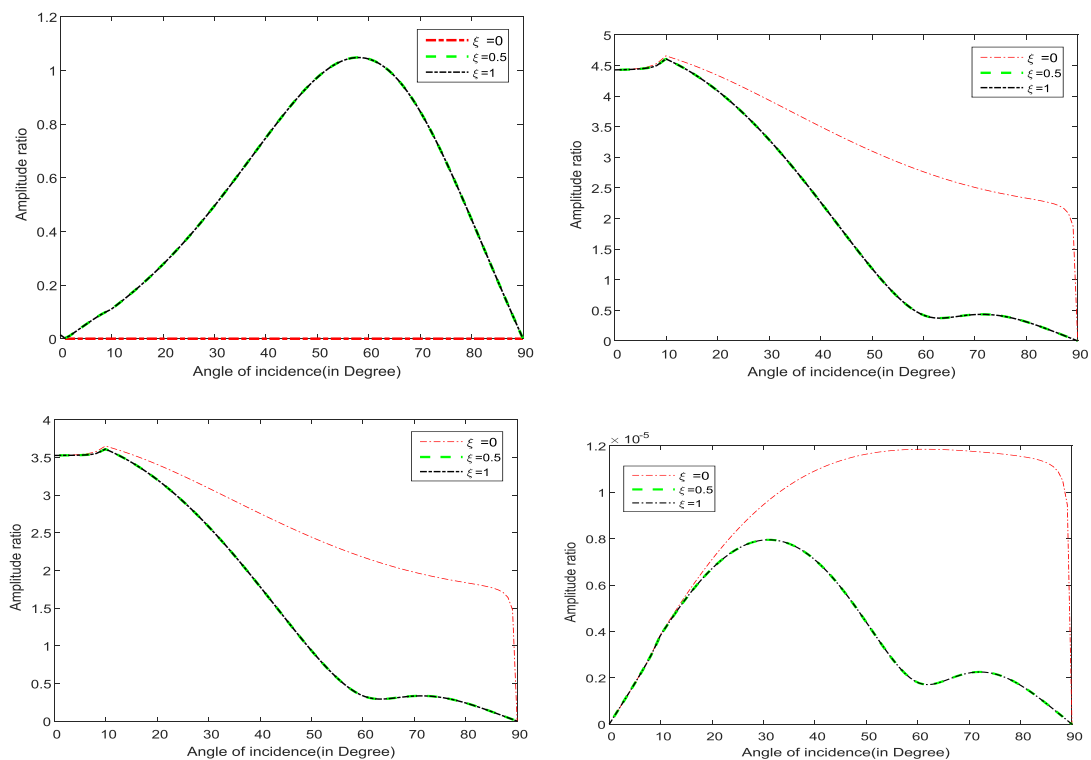 1.2
1
0.8
0.6
0.4
0.2
0
Amplitude ratio
0 10 20 30 40 50 60 70 80 90
Angle of incidence(in Degree)
ξ =0
ξ=0.5
ξ=1
5
4.5
4
3.5
3
2.5
2
1.5
1
0.5
0
Amplitude ratio
0 10 20 30 40 50 60 70 80 90
Angle of incidence(in Degree)
ξ =0
ξ=0.5
ξ=1
4
3.5
3
2.5
2
1.5
1
0.5
0
Amplitude ratio
0 10 20 30 40 50 60 70 80 90
Angle of incidence(in Degree)
ξ =0
ξ=0.5
ξ=1
× 10-5
1.2
1
0.8
0.6
0.4
0.2
0
Amplitude ratio
0 10 20 30 40 50 60 70 80 90
Angle of incidence(in Degree)
ξ =0
ξ=0.5
ξ=1